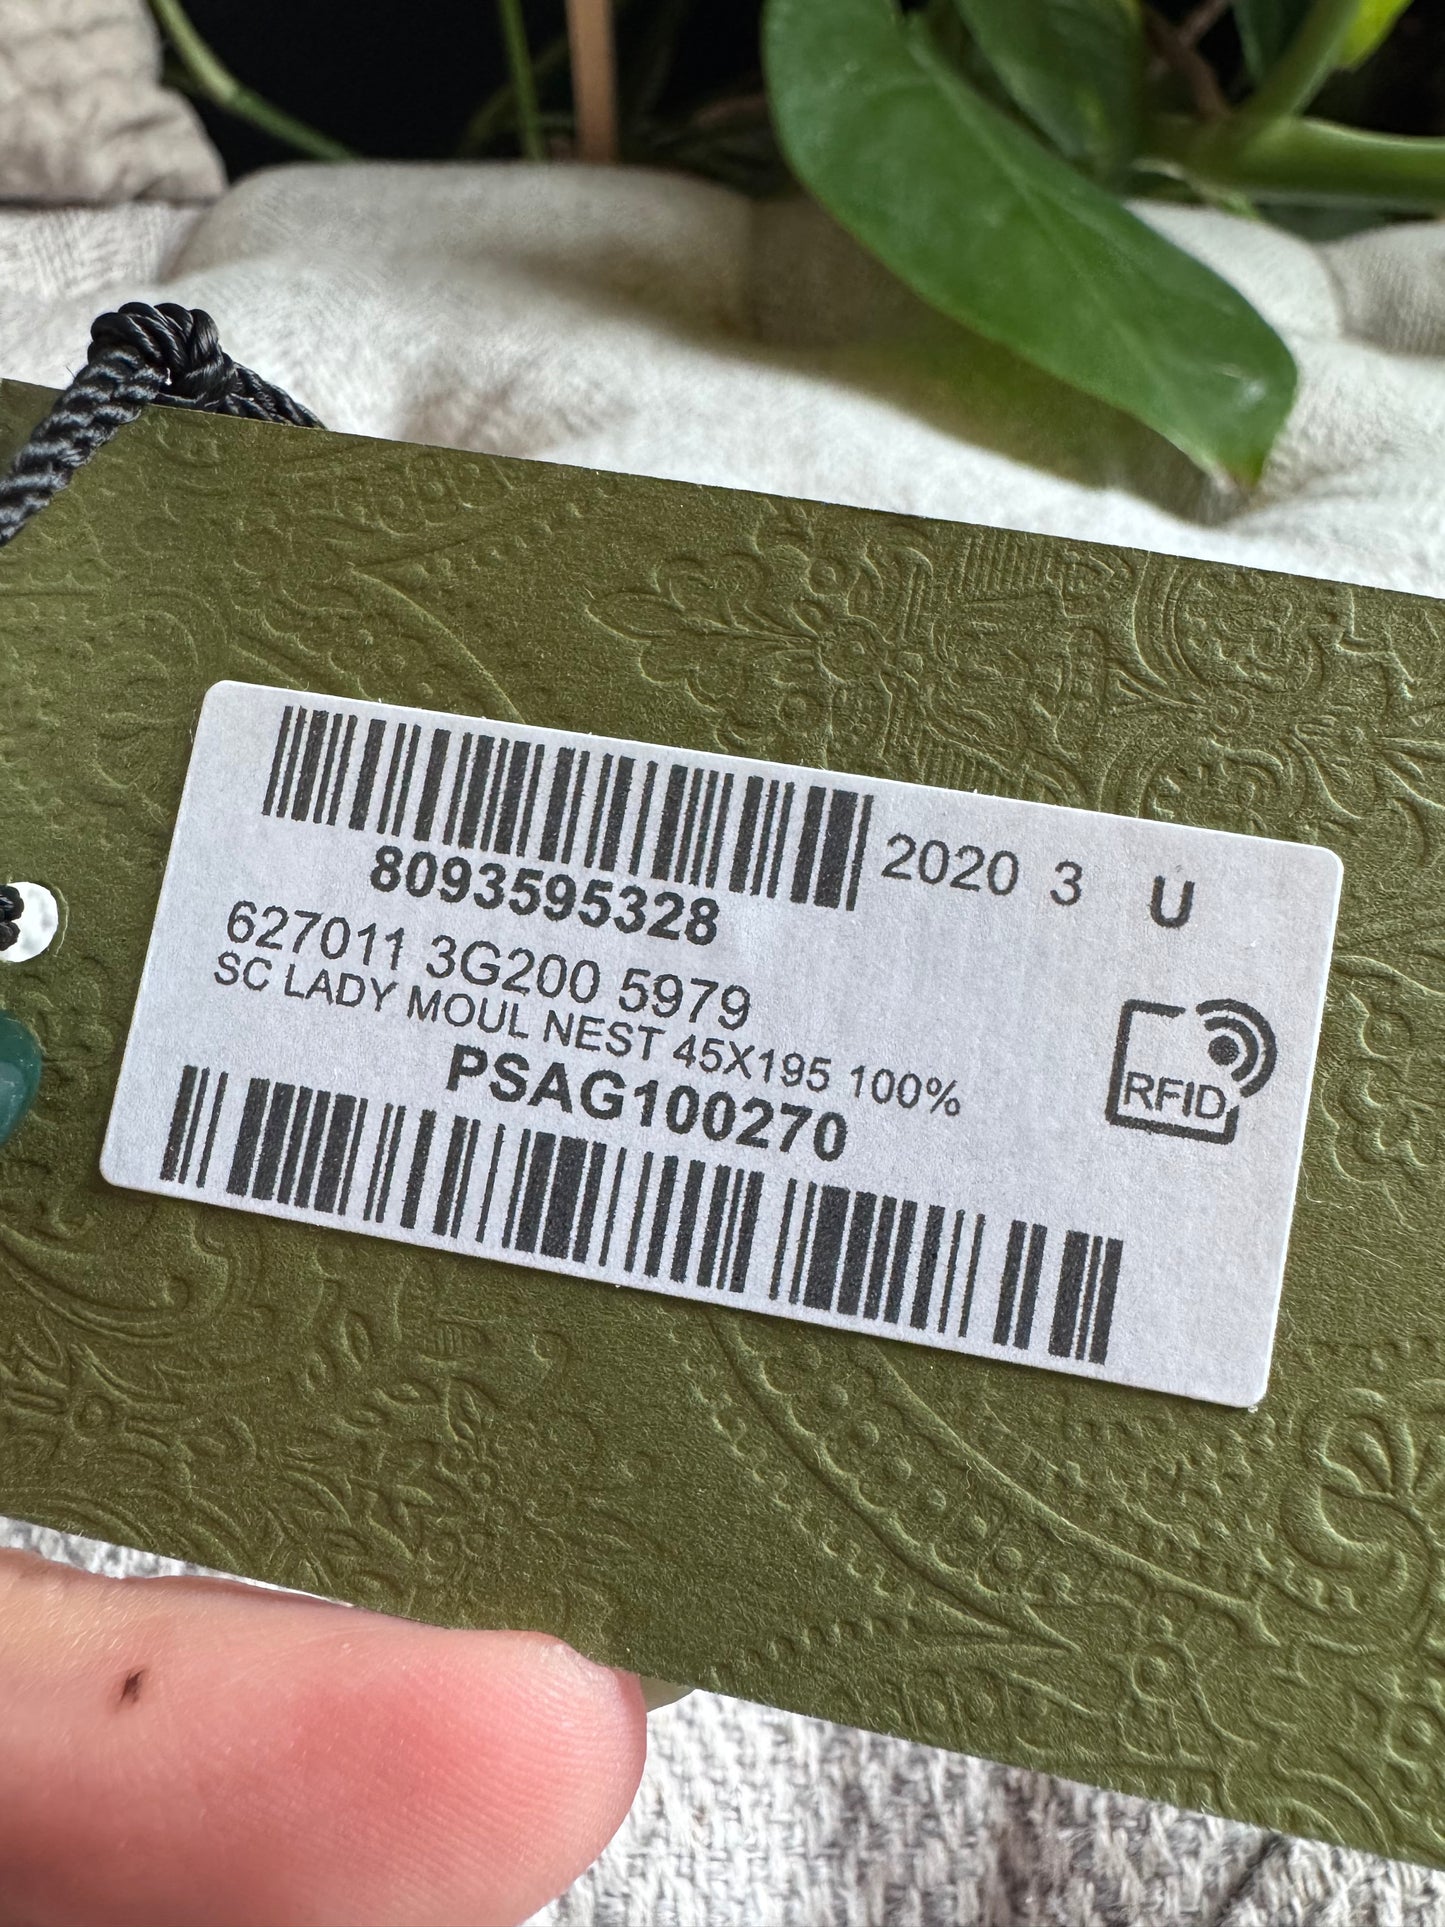 2020 3 U
8093595328
627011 3G200 5979
SC LADY MOUL NEST 45X195 100%
PSAG100270
RFID